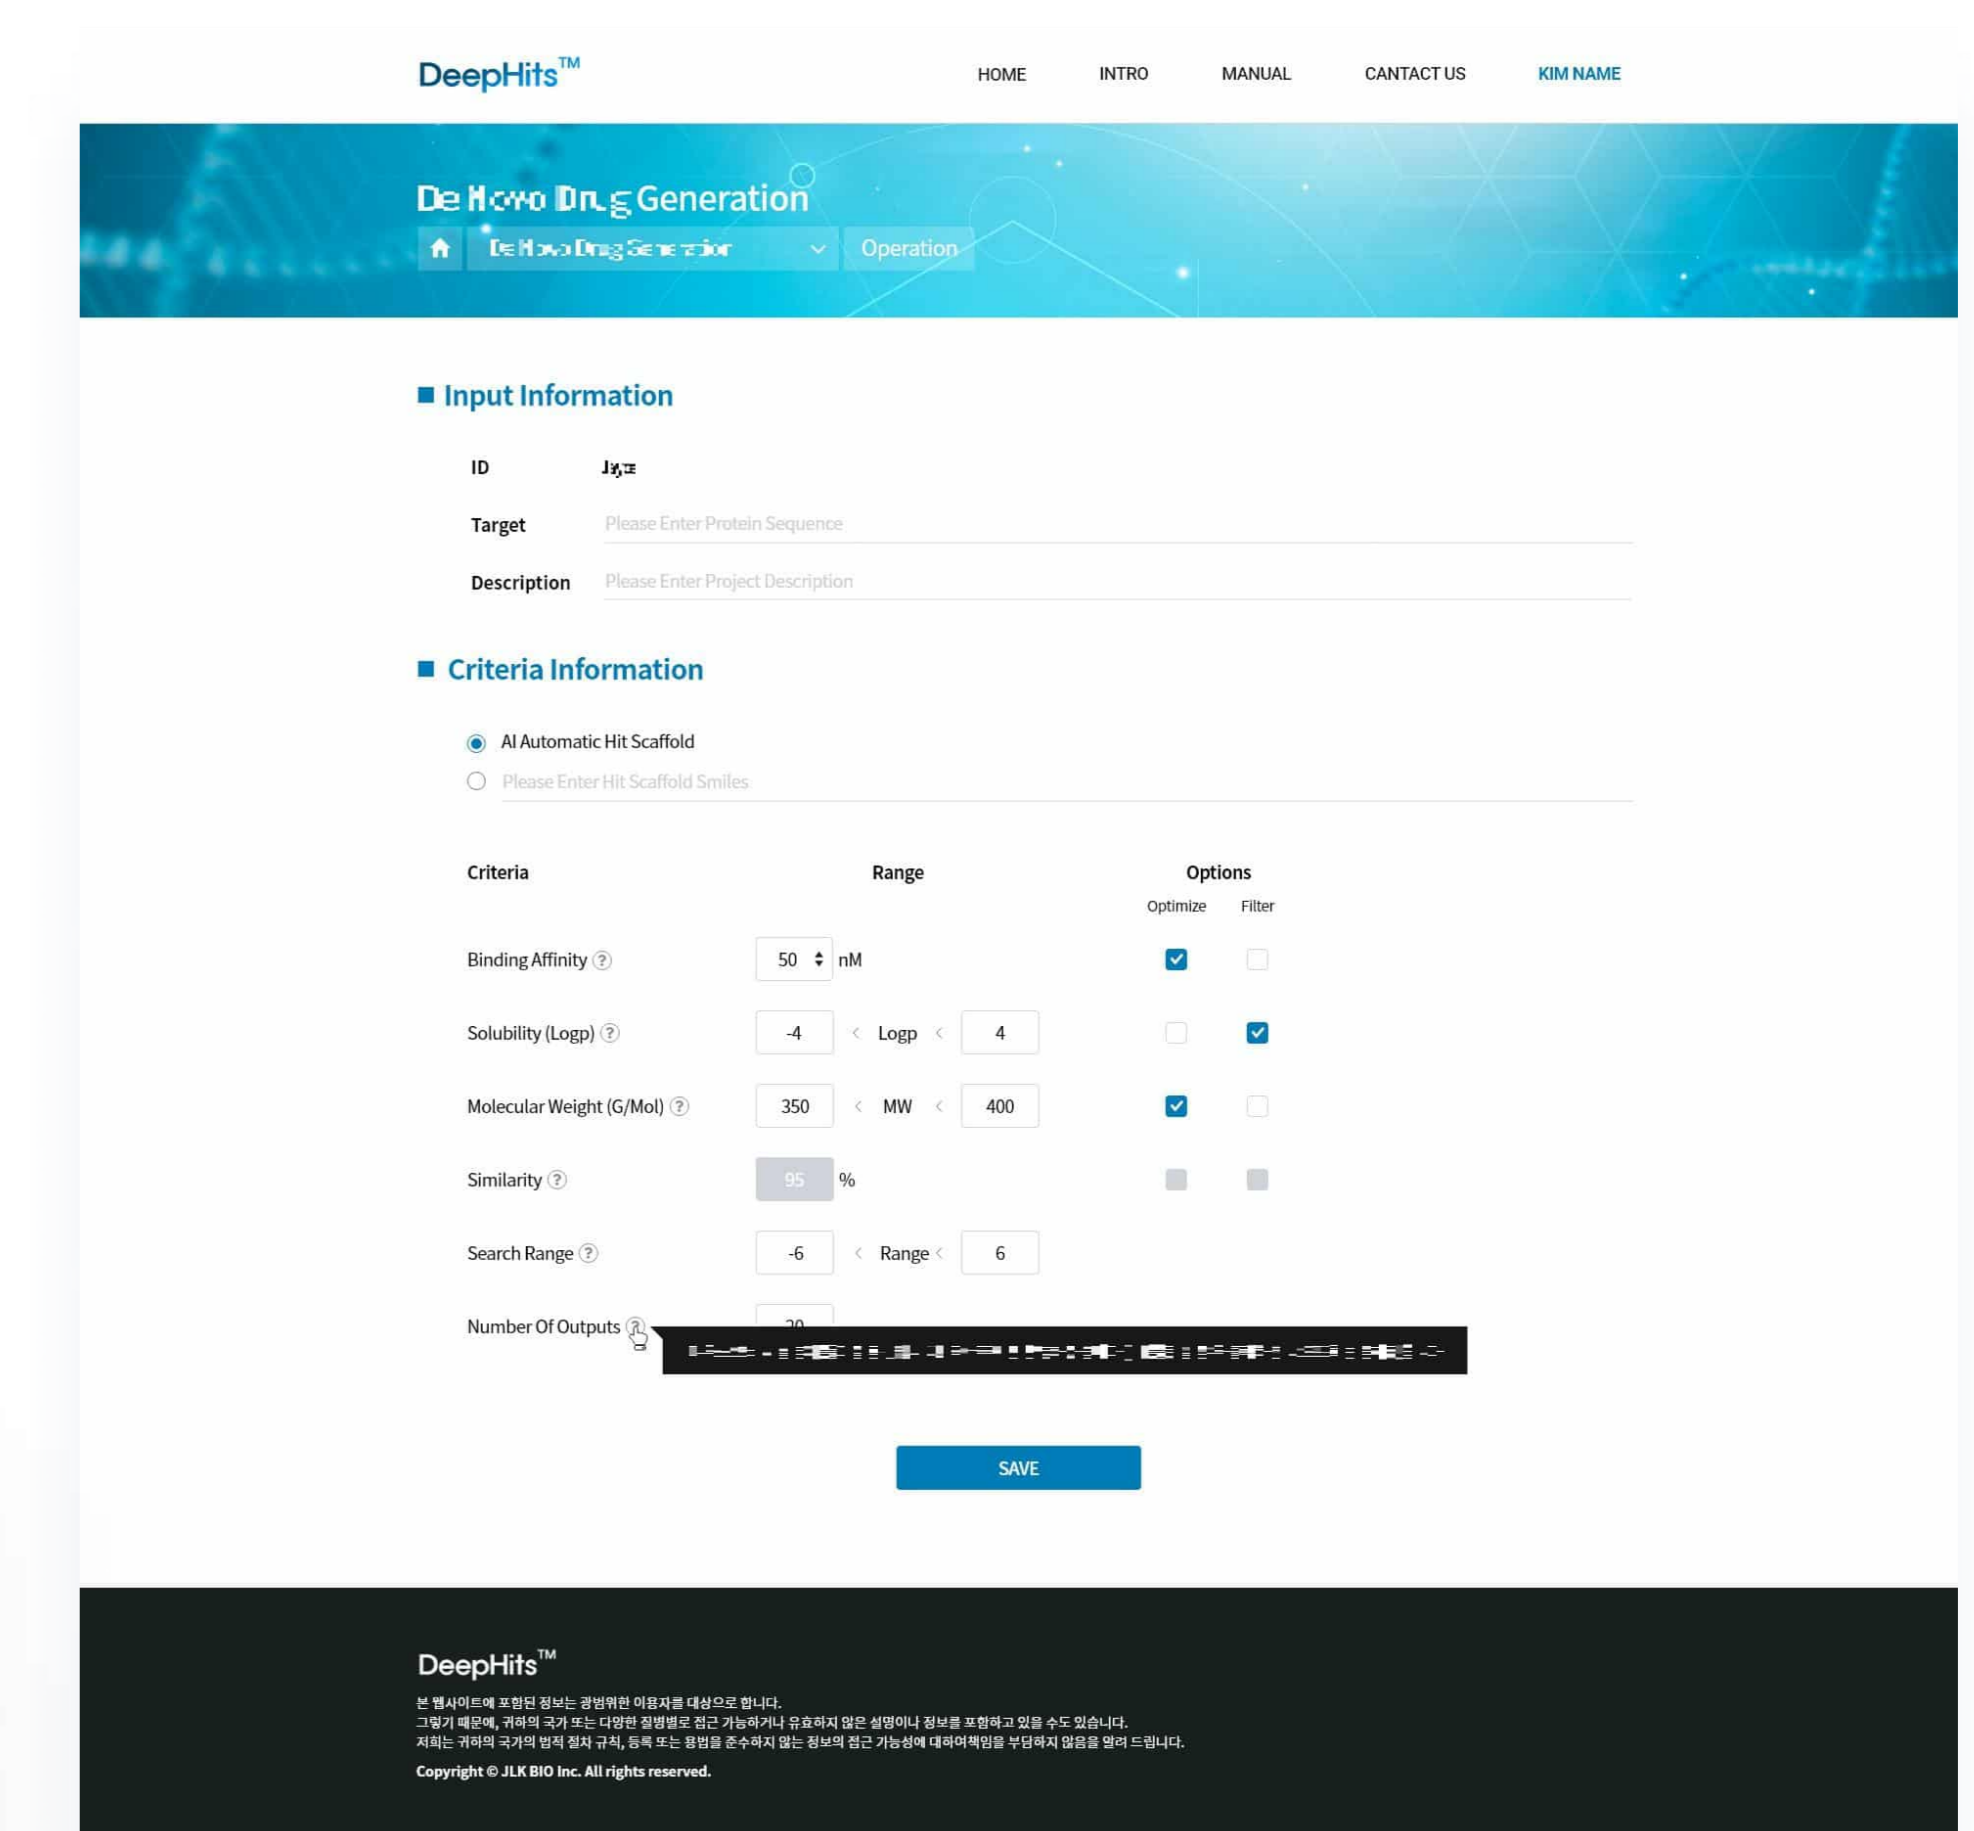 DeepHits™
HOME INTRO MANUAL CANTACT US KIM NAME
Generation
Operation
Input Information
ID
Target Please Enter Protein Sequence
Description Please Enter Project Description
Criteria Information
AI Automatic Hit Scaffold
Please Enter Hit Scaffold Smiles
Criteria Range Options
Optimize Filter
Binding Affinity ? 50 nM
Solubility (Logp) ? -4 < Logp < 4
Molecular Weight (G/Mol) ? 350 < MW < 400
Similarity ? 95 %
Search Range ? -6 < Range < 6
Number Of Outputs ?
SAVE
DeepHits™
본 웹사이트에 포함된 정보는 광범위한 이용자를 대상으로 합니다.
그렇기 때문에, 귀하의 국가 또는 다양한 질병별로 접근 가능하거나 유효하지 않은 설명이나 정보를 포함하고 있을 수도 있습니다.
저희는 귀하의 국가의 법적 절차 규칙, 등록 또는 용법을 준수하지 않는 정보의 접근 가능성에 대하여책임을 부담하지 않음을 알려 드립니다.
Copyright © JLK BIO Inc. All rights reserved.